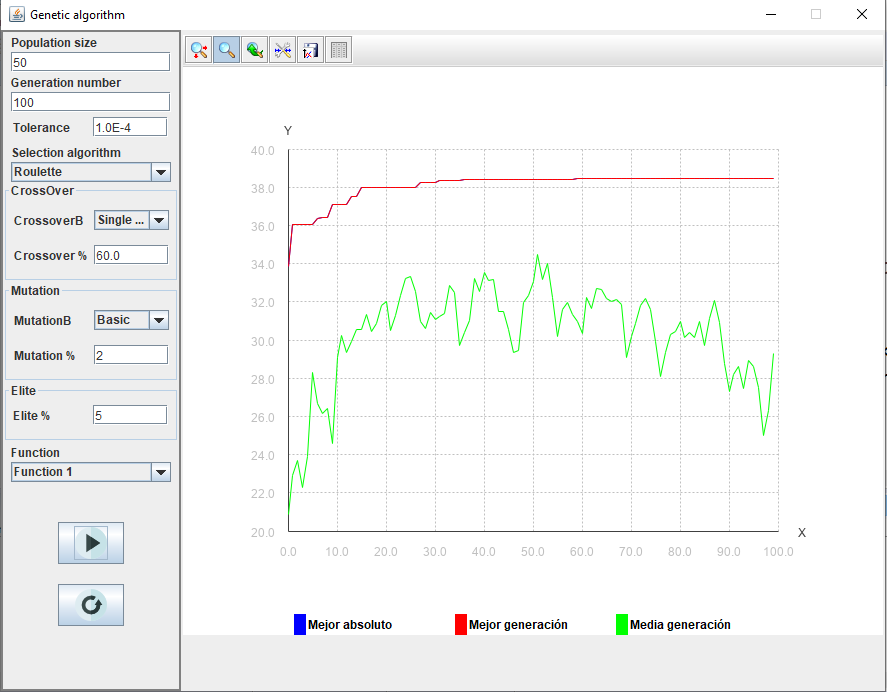 Genetic algorithm
Population size
50
Generation number
100
Tolerance 1.0E-4
Selection algorithm
Roulette
CrossOver
CrossoverB Single ...
Crossover % 60.0
Mutation
MutationB Basic
Mutation % 2
Elite
Elite % 5
Function
Function 1
Y
40.0
38.0
36.0
34.0
32.0
30.0
28.0
26.0
24.0
22.0
20.0
0.0 10.0 20.0 30.0 40.0 50.0 60.0 70.0 80.0 90.0 100.0
X
Mejor absoluto Mejor generación Media generación